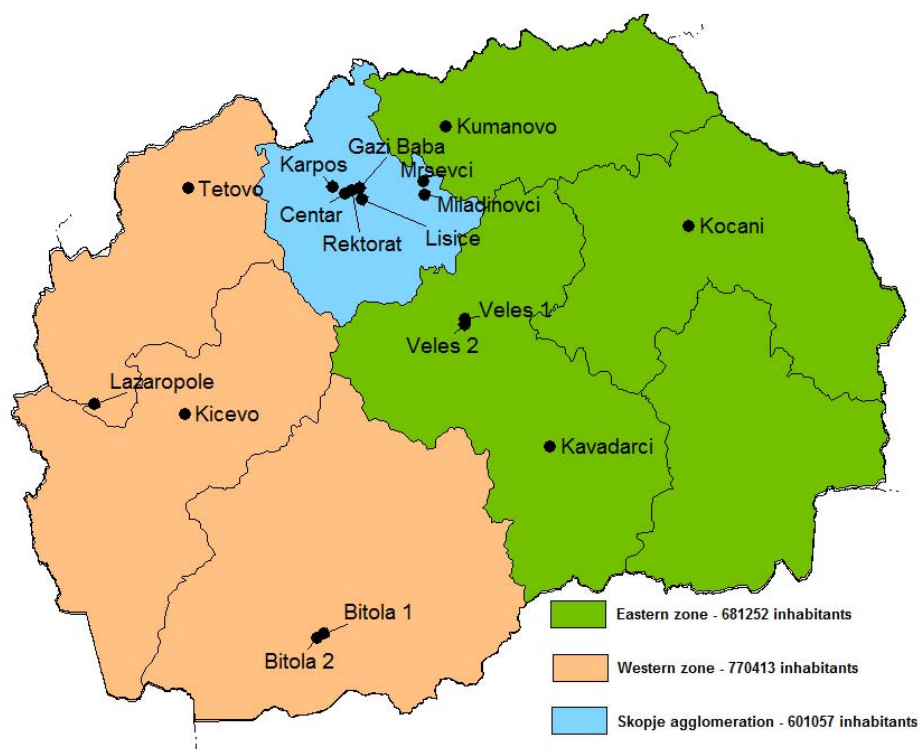 Kumanovo
Gazi Baba
Karpos
Mrsevci
Tetovo
Miladinovci
Centar
Kocani
Rektorat
Lisice
Veles 1
Veles 2
Lazaropole
Kicevo
Kavadarci
Bitola 1
Bitola 2
Eastern zone - 681252 inhabitants
Western zone - 770413 inhabitants
Skopje agglomeration - 601057 inhabitants